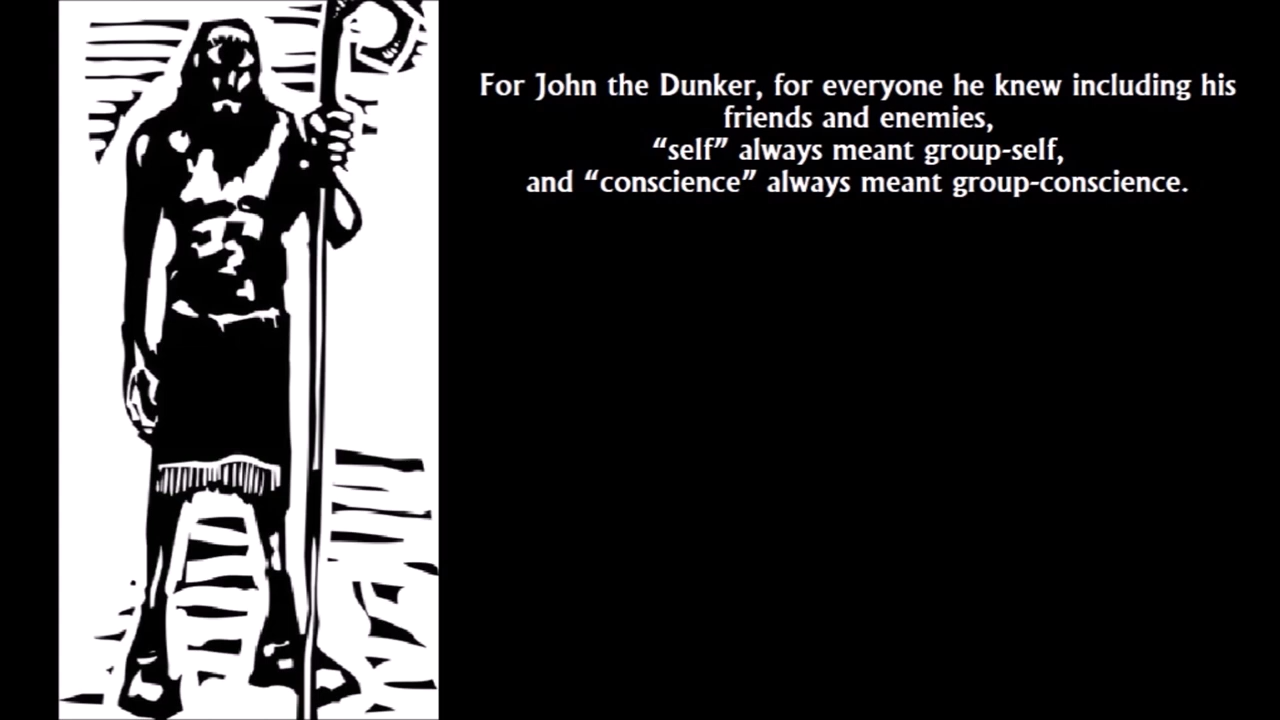 For John the Dunker, for everyone he knew including his
friends and enemies,
“self” always meant group-self,
and “conscience” always meant group-conscience.